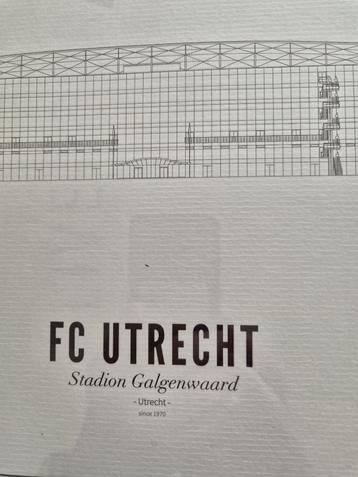 FC UTRECHT
Stadion Galgenwaard
- Utrecht -
since 1970